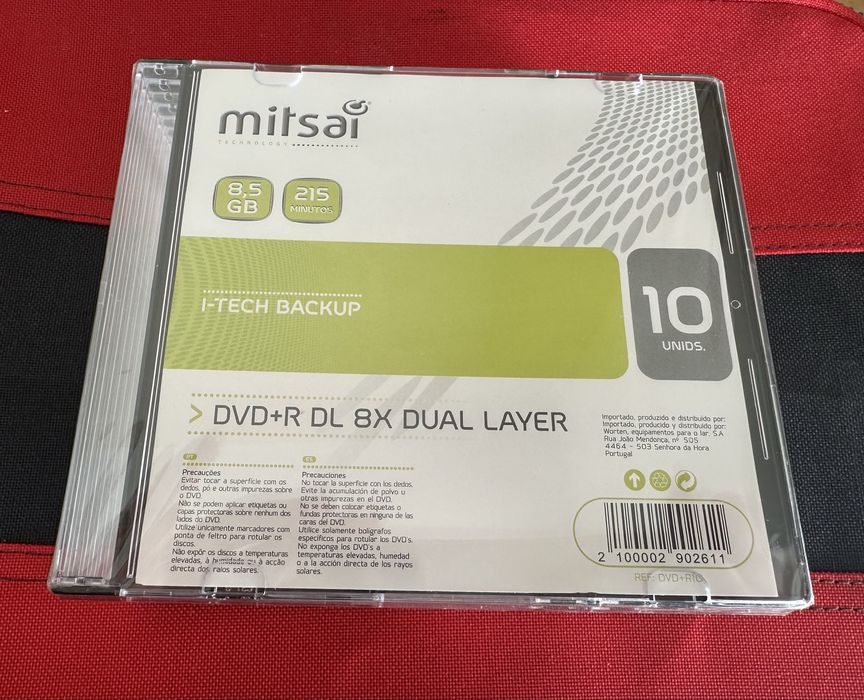 mitsai
TECHNOLOGY
8,5
GB
215
MINUTOS
I-TECH BACKUP
10
UNIDS.
> DVD+R DL 8X DUAL LAYER
Importado, produzido e distribuido por:
Importado, producido y distribuido por:
Worten, equipamentos para o lar, S.A
Rua João Mendonça, nº 505
4464 - 503 Senhora da Hora
Portugal
PT
Precauções
Evitar tocar a superfície com os
dedos, pó e outras impurezas sobre
o DVD.
Não se podem aplicar etiquetas ou
capas protectoras sobre nenhum dos
lados do DVD.
Utilize unicamente marcadores com
ponta de feltro para rotular os
discos.
Não expôr os discos a temperaturas
elevadas, à humidade ou à acção
directa dos raios solares.
ES
Precauciones
No tocar la superficie con los dedos.
Evite la acumulación de polvo u
otras impurezas en el DVD.
No se deben colocar etiquetas o
fundas protectoras en ninguna de las
caras del DVD.
Utilice solamente bolígrafos
específicos para rotular los DVD's.
No exponga los DVD's a
temperaturas elevadas, humedad
o a la acción directa de los rayos
solares.
2 100002 902611
REF: DVD+R10